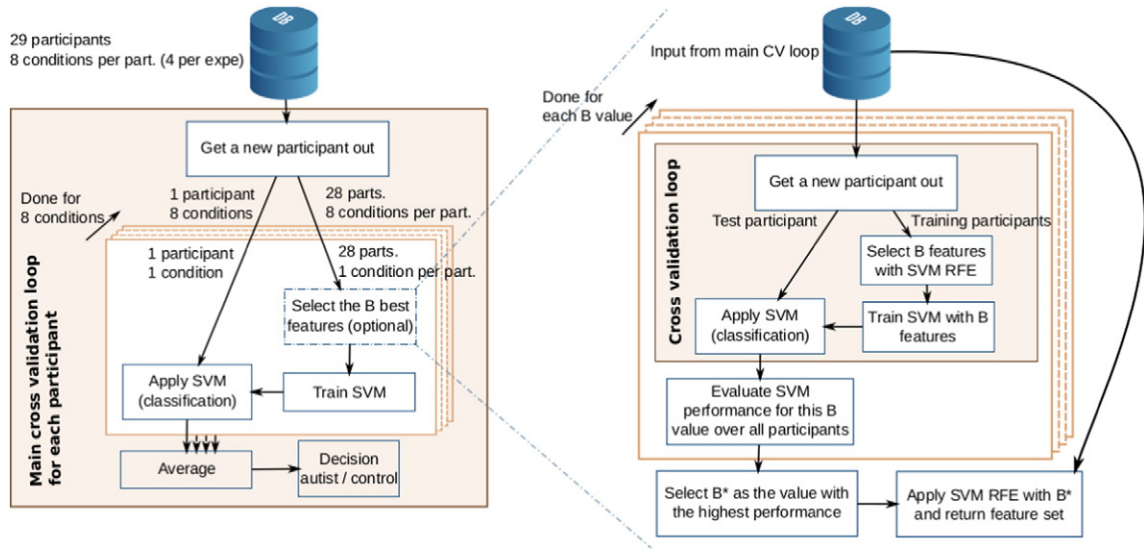 DB
29 participants
8 conditions per part. (4 per expe)
Get a new participant out
Done for
8 conditions
1 participant
8 conditions
28 parts.
8 conditions per part.
1 participant
1 condition
28 parts.
1 condition per part.
Select the B best
features (optional)
Apply SVM
(classification)
Train SVM
Average
Decision
autist / control
Main cross validation loop
for each participant
DB
Input from main CV loop
Done for
each B value
Cross validation loop
Get a new participant out
Test participant
Training participants
Select B features
with SVM RFE
Apply SVM
(classification)
Train SVM with B
features
Evaluate SVM
performance for this B
value over all participants
Select B* as the value with
the highest performance
Apply SVM RFE with B*
and return feature set